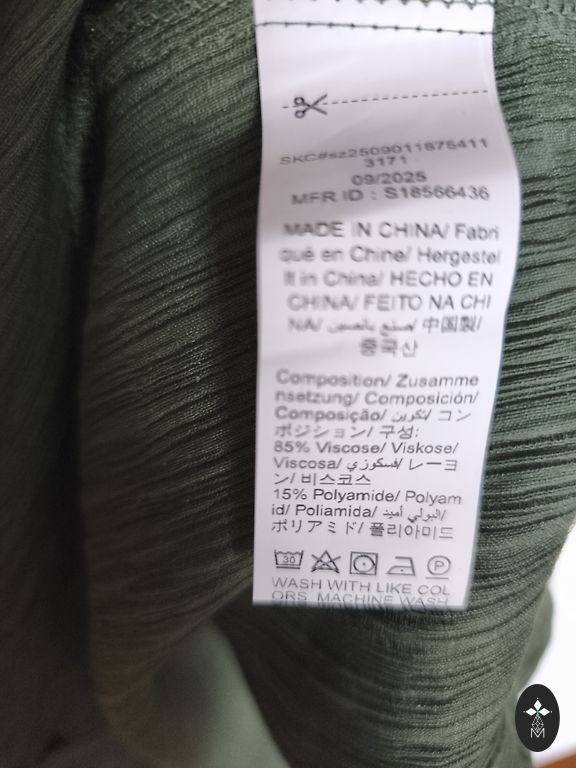 SKC#sz2509011875411
3171
09/2025
MFR ID : S18566436
MADE IN CHINA/ Fabri
qué en Chine/ Hergestel
lt in China/ HECHO EN
CHINA/ FEITO NA CHI
NA/ صنع بالصين/ 中国製/
중국산
Composition/ Zusamme
nsetzung/ Composición/
Composição/ تكوين/ コン
ポジション/ 구성:
85% Viscose/ Viskose/
Viscosa/ فسكوزي/ レーヨ
ン/ 비스코스
15% Polyamide/ Polyam
id/ Poliamida/ البولي أميد/
ポリアミド/ 폴리아미드
30 P
WASH WITH LIKE COL
ORS, MACHINE WASH
M